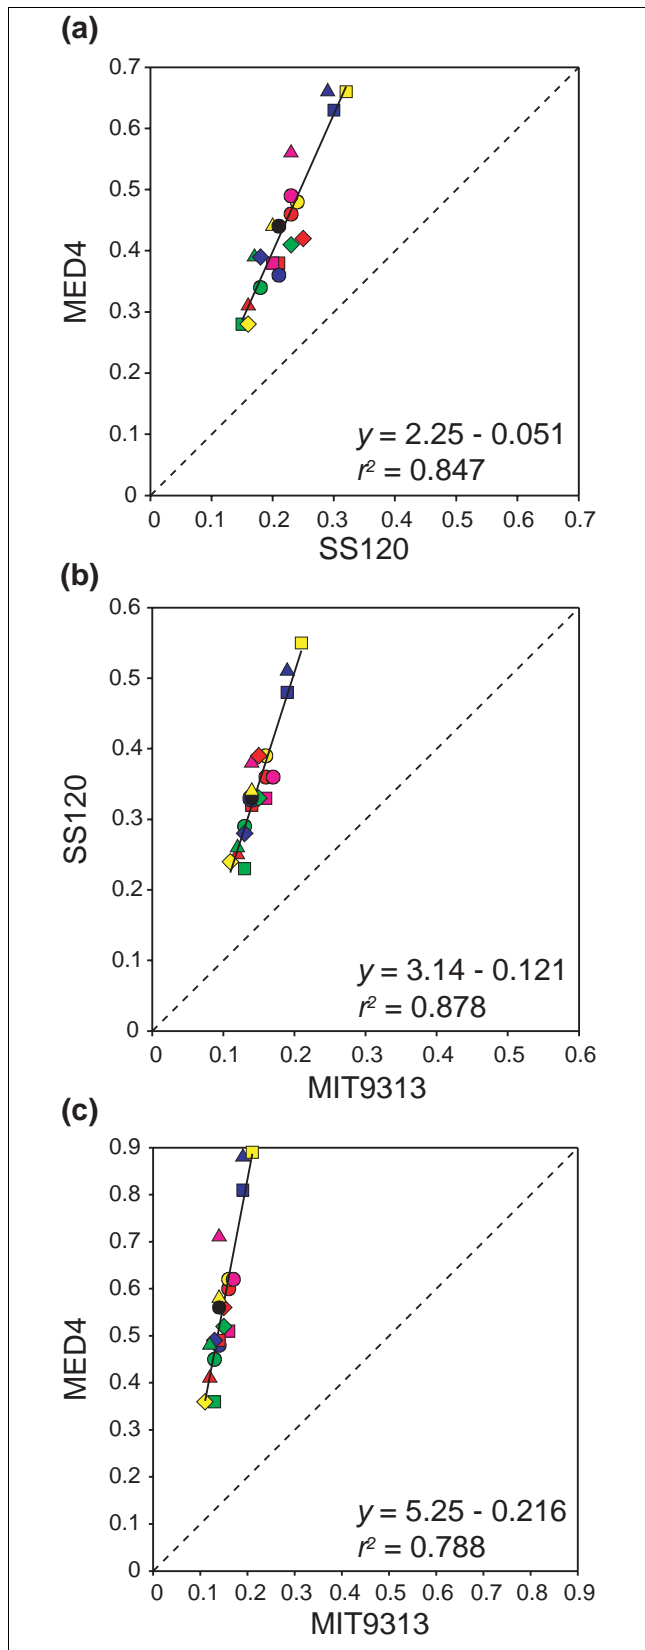 (a)
0.7
0.6
0.5
0.4
0.3
0.2
0.1
0
MED4
y = 2.25 - 0.051
r² = 0.847
0 0.1 0.2 0.3 0.4 0.5 0.6 0.7
SS120
(b)
0.6
0.5
0.4
0.3
0.2
0.1
0
SS120
y = 3.14 - 0.121
r² = 0.878
0 0.1 0.2 0.3 0.4 0.5 0.6
MIT9313
(c)
0.9
0.8
0.7
0.6
0.5
0.4
0.3
0.2
0.1
0
MED4
y = 5.25 - 0.216
r² = 0.788
0 0.1 0.2 0.3 0.4 0.5 0.6 0.7 0.8 0.9
MIT9313